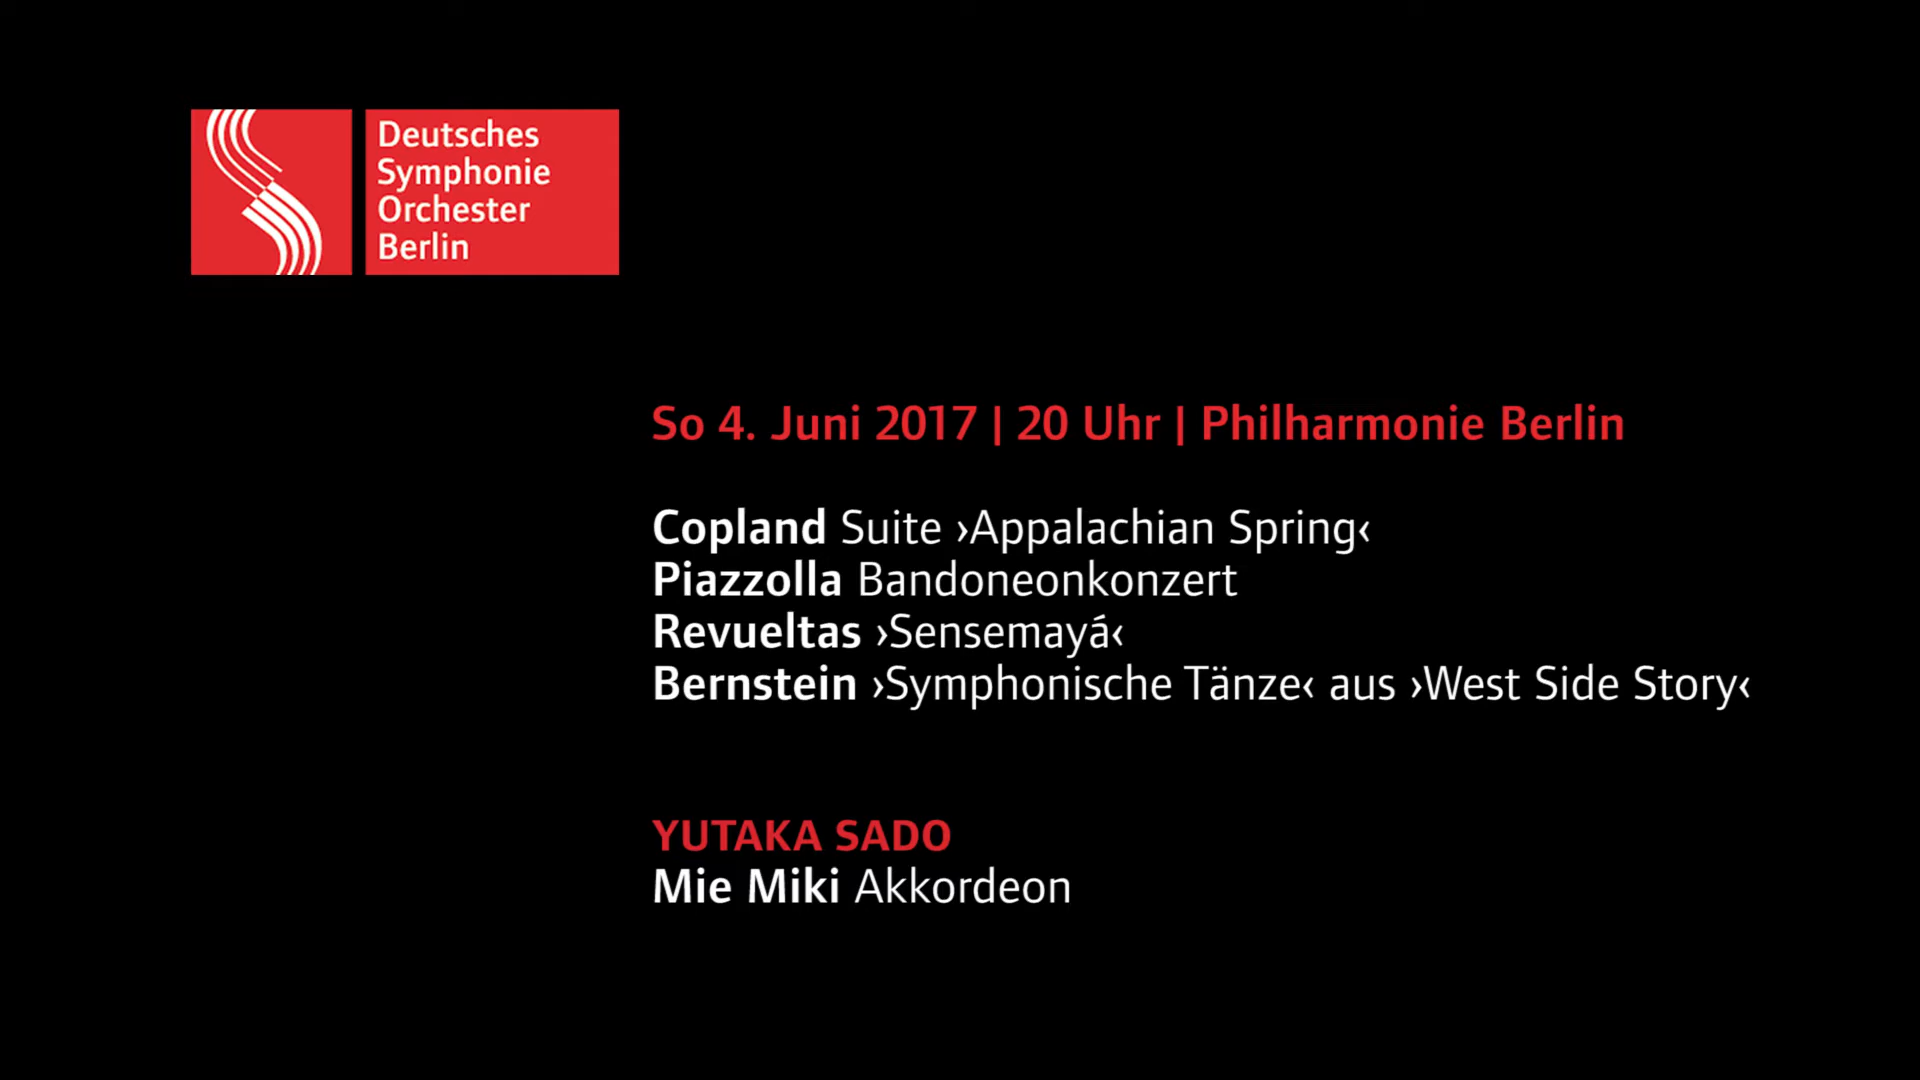 Deutsches
Symphonie
Orchester
Berlin
So 4. Juni 2017 | 20 Uhr | Philharmonie Berlin
Copland Suite ›Appalachian Spring‹
Piazzolla Bandoneonkonzert
Revueltas ›Sensemayá‹
Bernstein ›Symphonische Tänze‹ aus ›West Side Story‹
YUTAKA SADO
Mie Miki Akkordeon